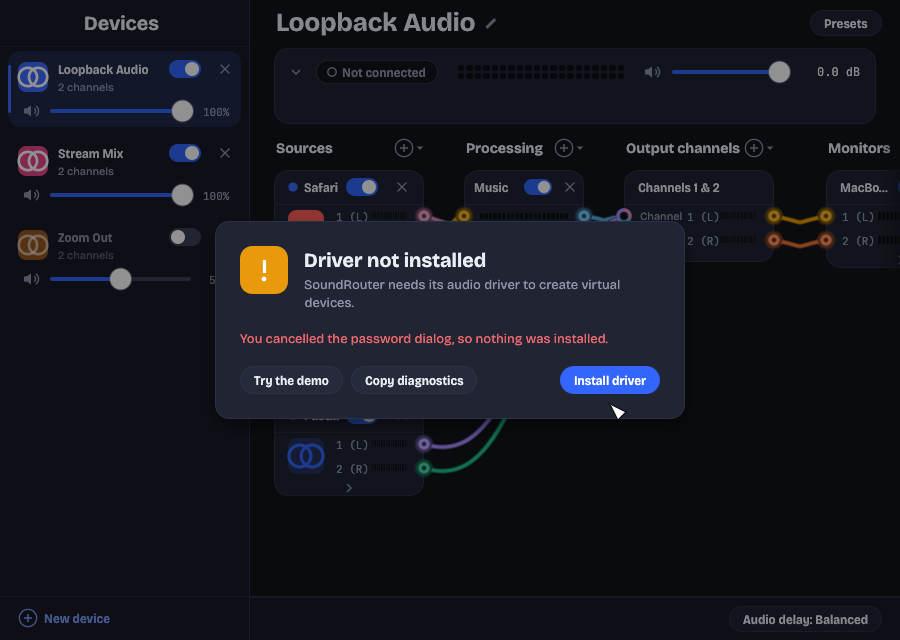 Devices
Loopback Audio
2 channels
100%
Stream Mix
2 channels
100%
Zoom Out
2 channels
Loopback Audio
Presets
Not connected
0.0 dB
Sources
Processing
Output channels
Monitors
Safari
Music
Channels 1 & 2
MacBo...
1 (L)
Channel 1 (L)
2 (R)
1 (L)
2 (R)
!
Driver not installed
SoundRouter needs its audio driver to create virtual
devices.
You cancelled the password dialog, so nothing was installed.
Try the demo
Copy diagnostics
Install driver
1 (L)
2 (R)
New device
Audio delay: Balanced